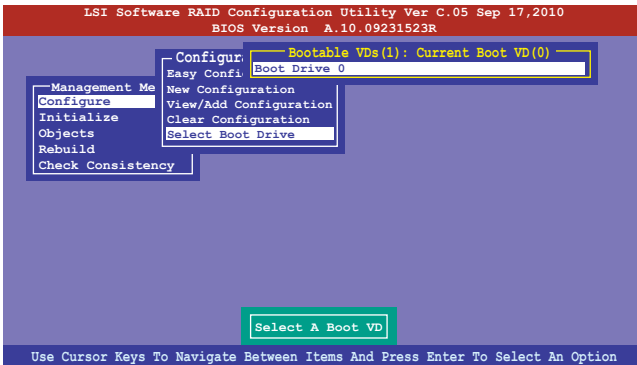 LSI Software RAID Configuration Utility Ver C.05 Sep 17,2010
BIOS Version A.10.09231523R
Bootable VDs(1): Current Boot VD(0)
Boot Drive 0
Configur
Easy Confi
New Configuration
View/Add Configuration
Clear Configuration
Select Boot Drive
Management Me
Configure
Initialize
Objects
Rebuild
Check Consistency
Select A Boot VD
Use Cursor Keys To Navigate Between Items And Press Enter To Select An Option